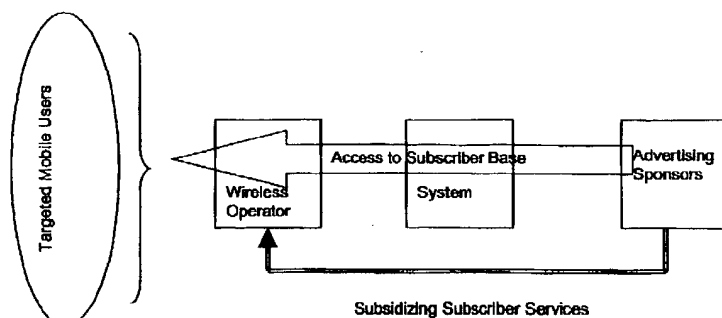 Targeted Mobile Users
Access to Subscriber Base
Wireless
Operator
System
Advertising
Sponsors
Subsidizing Subscriber Services